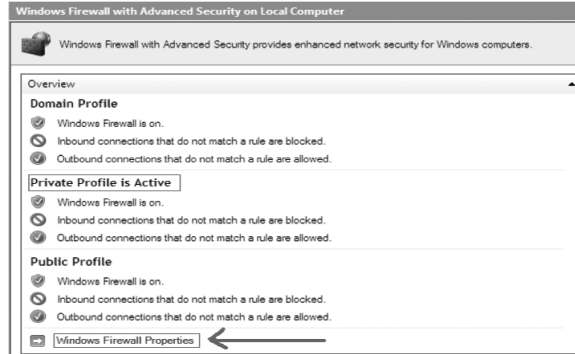 Windows Firewall with Advanced Security on Local Computer
Windows Firewall with Advanced Security provides enhanced network security for Windows computers.
Overview
Domain Profile
Windows Firewall is on.
Inbound connections that do not match a rule are blocked.
Outbound connections that do not match a rule are allowed.
Private Profile is Active
Windows Firewall is on.
Inbound connections that do not match a rule are blocked.
Outbound connections that do not match a rule are allowed.
Public Profile
Windows Firewall is on.
Inbound connections that do not match a rule are blocked.
Outbound connections that do not match a rule are allowed.
Windows Firewall Properties